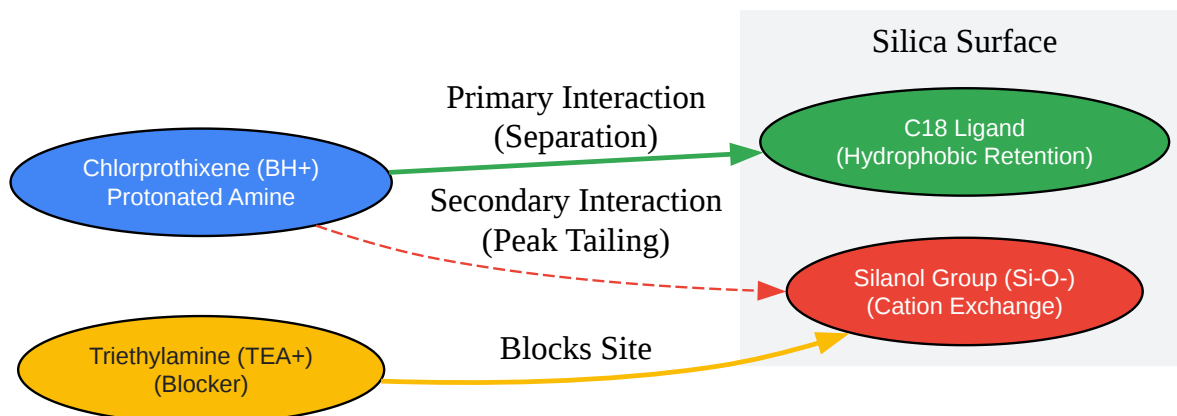 Silica Surface
Primary Interaction
(Separation)
C18 Ligand
(Hydrophobic Retention)
Chlorprothixene (BH+)
Protonated Amine
Secondary Interaction
(Peak Tailing)
Silanol Group (Si-O-)
(Cation Exchange)
Triethylamine (TEA+)
(Blocker)
Blocks Site